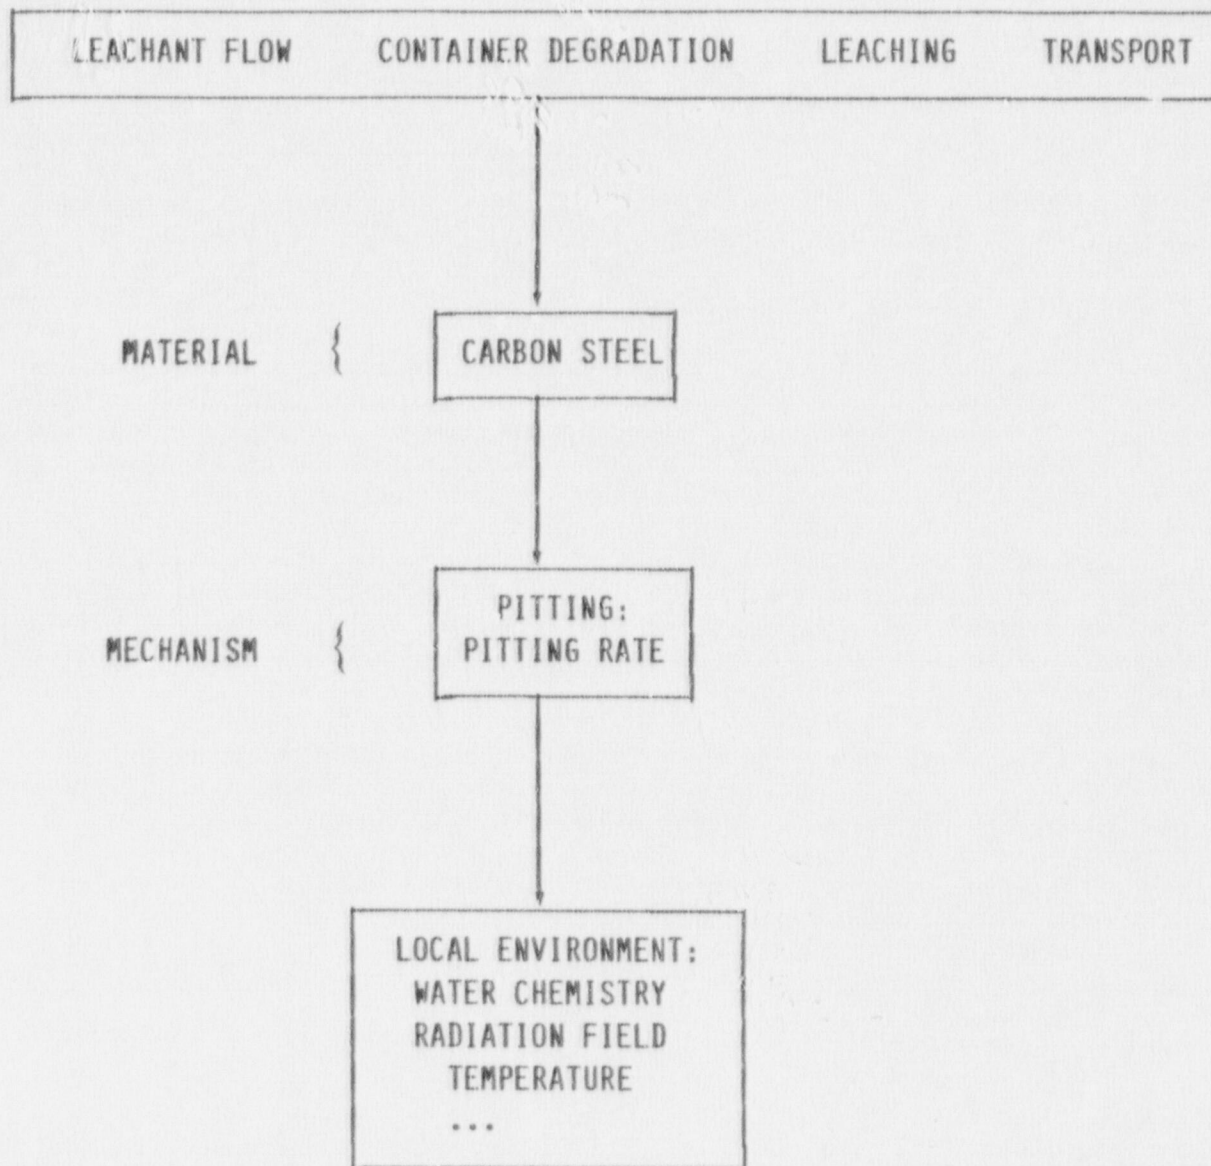 LEACHANT FLOW CONTAINER DEGRADATION LEACHING TRANSPORT
MATERIAL { CARBON STEEL
PITTING:
MECHANISM { PITTING RATE
LOCAL ENVIRONMENT:
WATER CHEMISTRY
RADIATION FIELD
TEMPERATURE
...